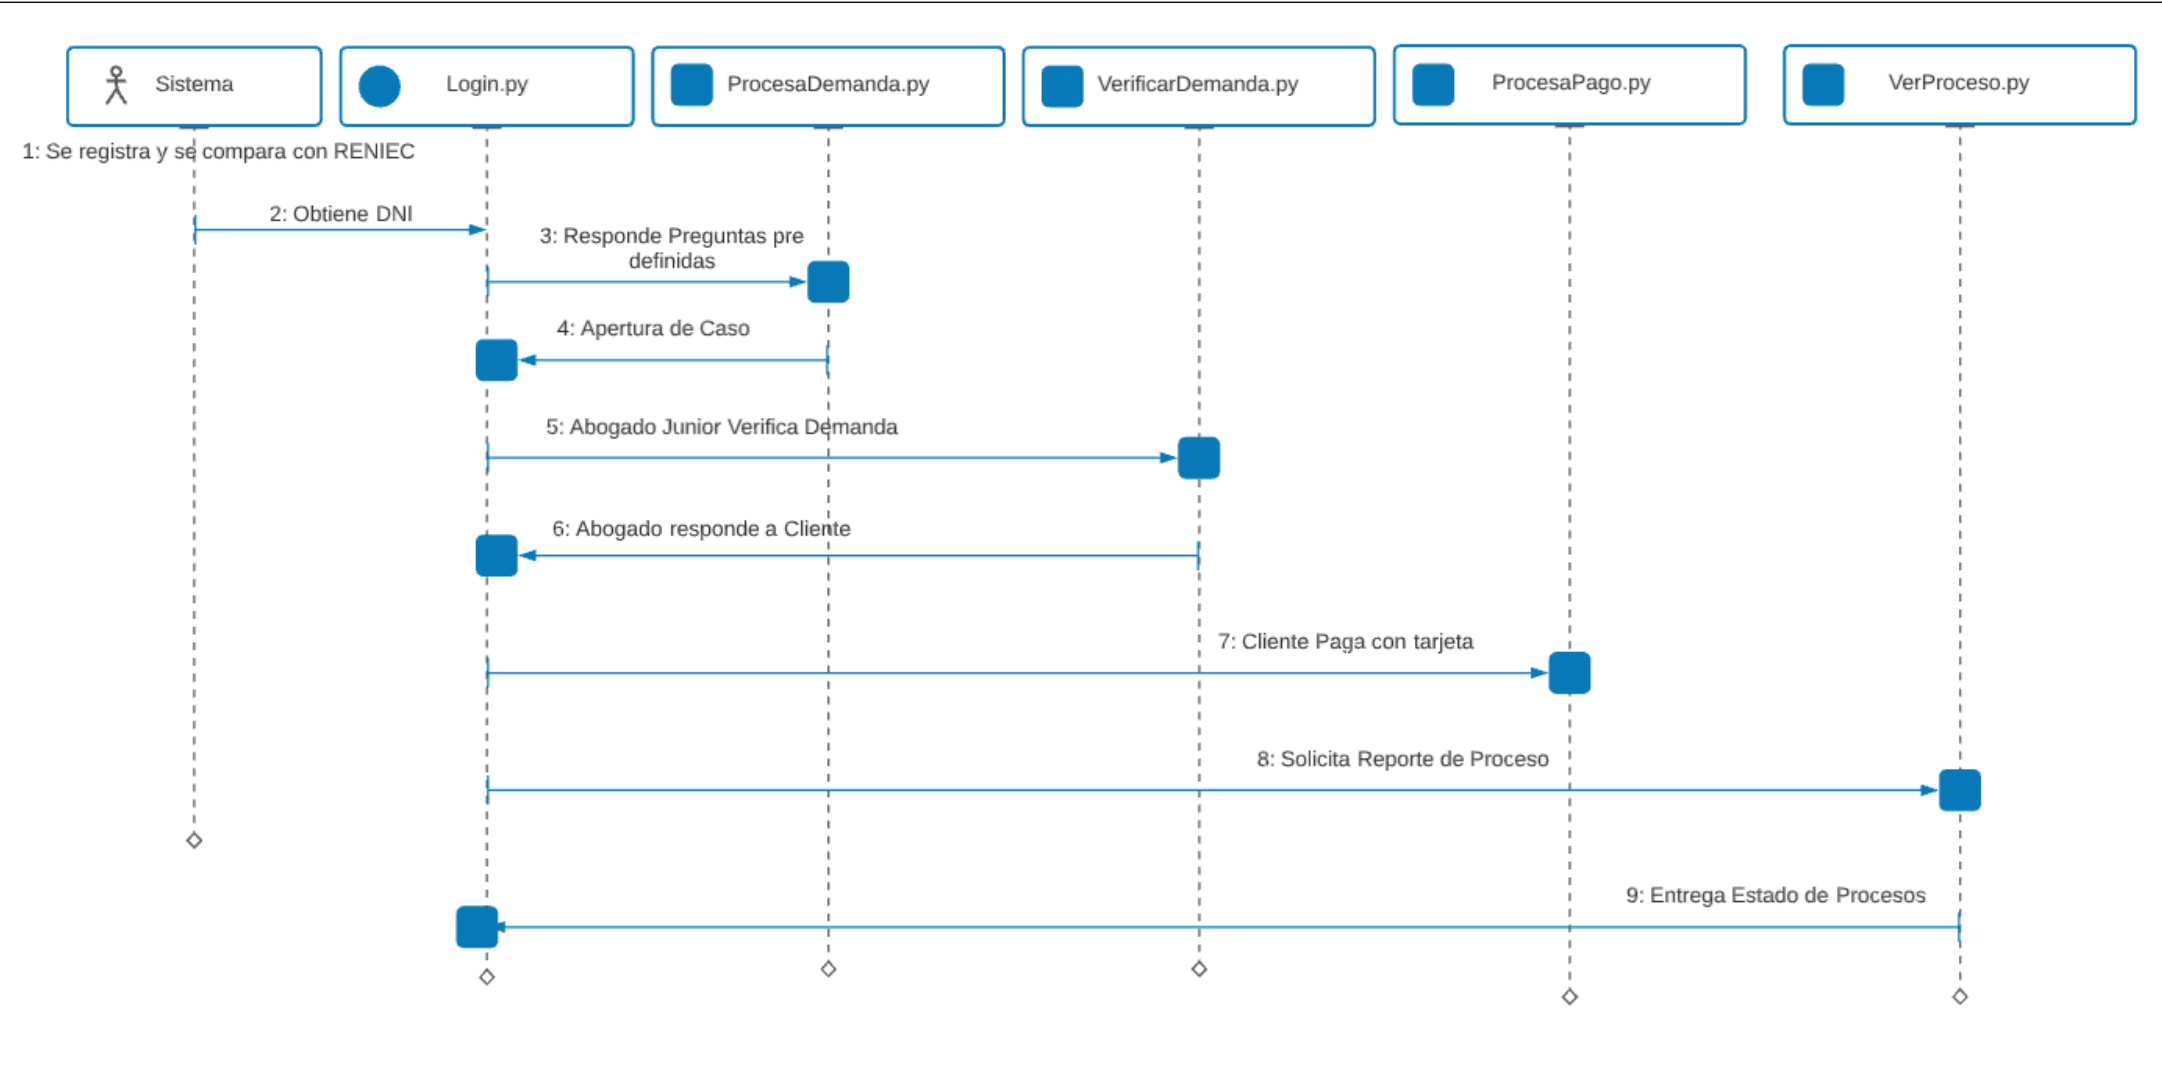 Sistema
Login.py
ProcesaDemanda.py
VerificarDemanda.py
ProcesaPago.py
VerProceso.py
1: Se registra y se compara con RENIEC
2: Obtiene DNI
3: Responde Preguntas pre
definidas
4: Apertura de Caso
5: Abogado Junior Verifica Demanda
6: Abogado responde a Cliente
7: Cliente Paga con tarjeta
8: Solicita Reporte de Proceso
9: Entrega Estado de Procesos